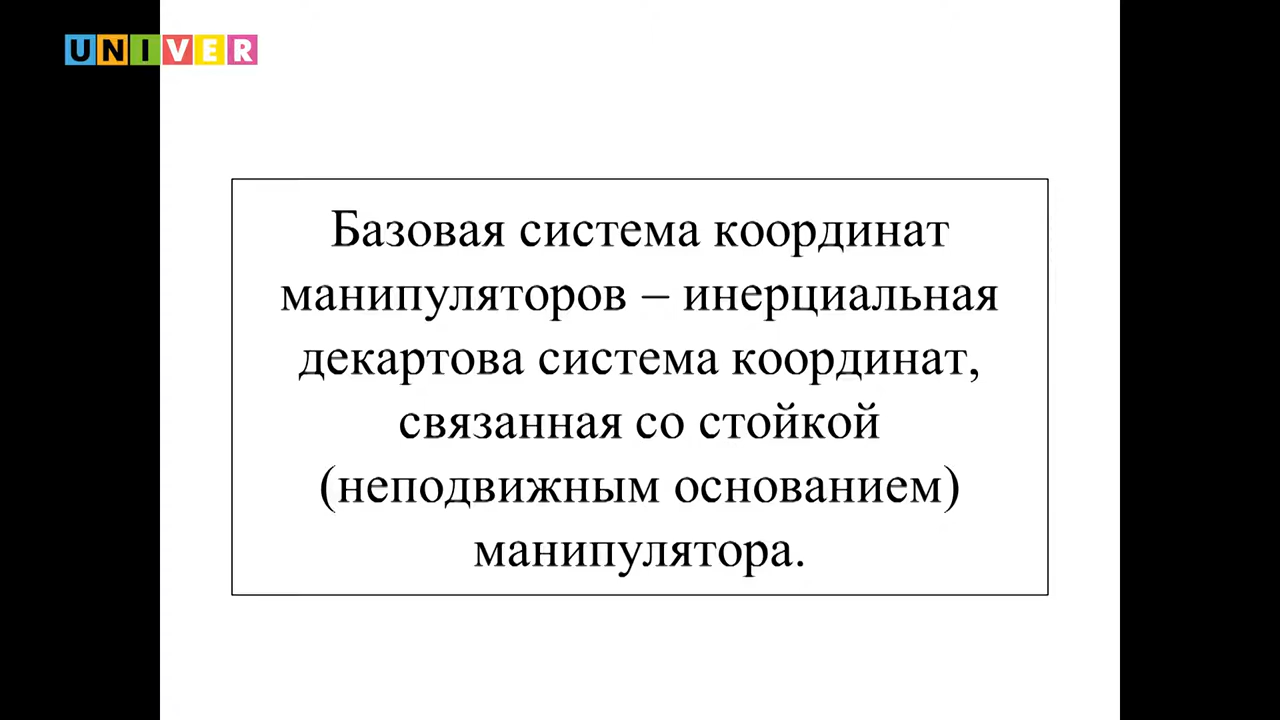 UNIVER
Базовая система координат
манипуляторов – инерциальная
декартова система координат,
связанная со стойкой
(неподвижным основанием)
манипулятора.